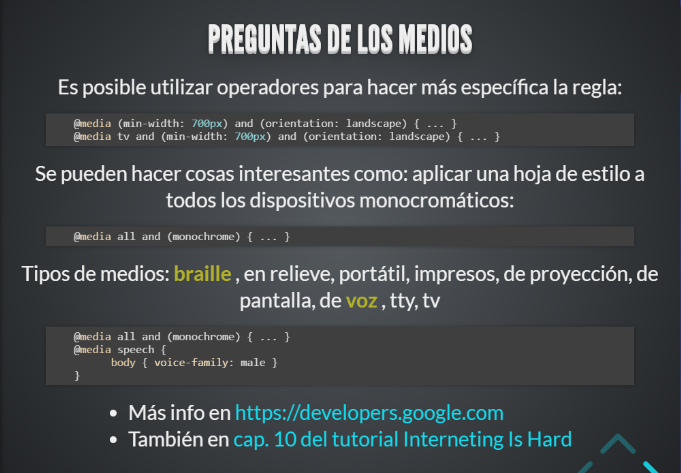 PREGUNTAS DE LOS MEDIOS
Es posible utilizar operadores para hacer más específica la regla:
@media (min-width: 700px) and (orientation: landscape) { ... }
@media tv and (min-width: 700px) and (orientation: landscape) { ... }
Se pueden hacer cosas interesantes como: aplicar una hoja de estilo a
todos los dispositivos monocromáticos:
@media all and (monochrome) { ... }
Tipos de medios: braille , en relieve, portátil, impresos, de proyección, de
pantalla, de voz , tty, tv
@media all and (monochrome) { ... }
@media speech {
body { voice-family: male }
}
• Más info en https://developers.google.com
• También en cap. 10 del tutorial Interneting Is Hard